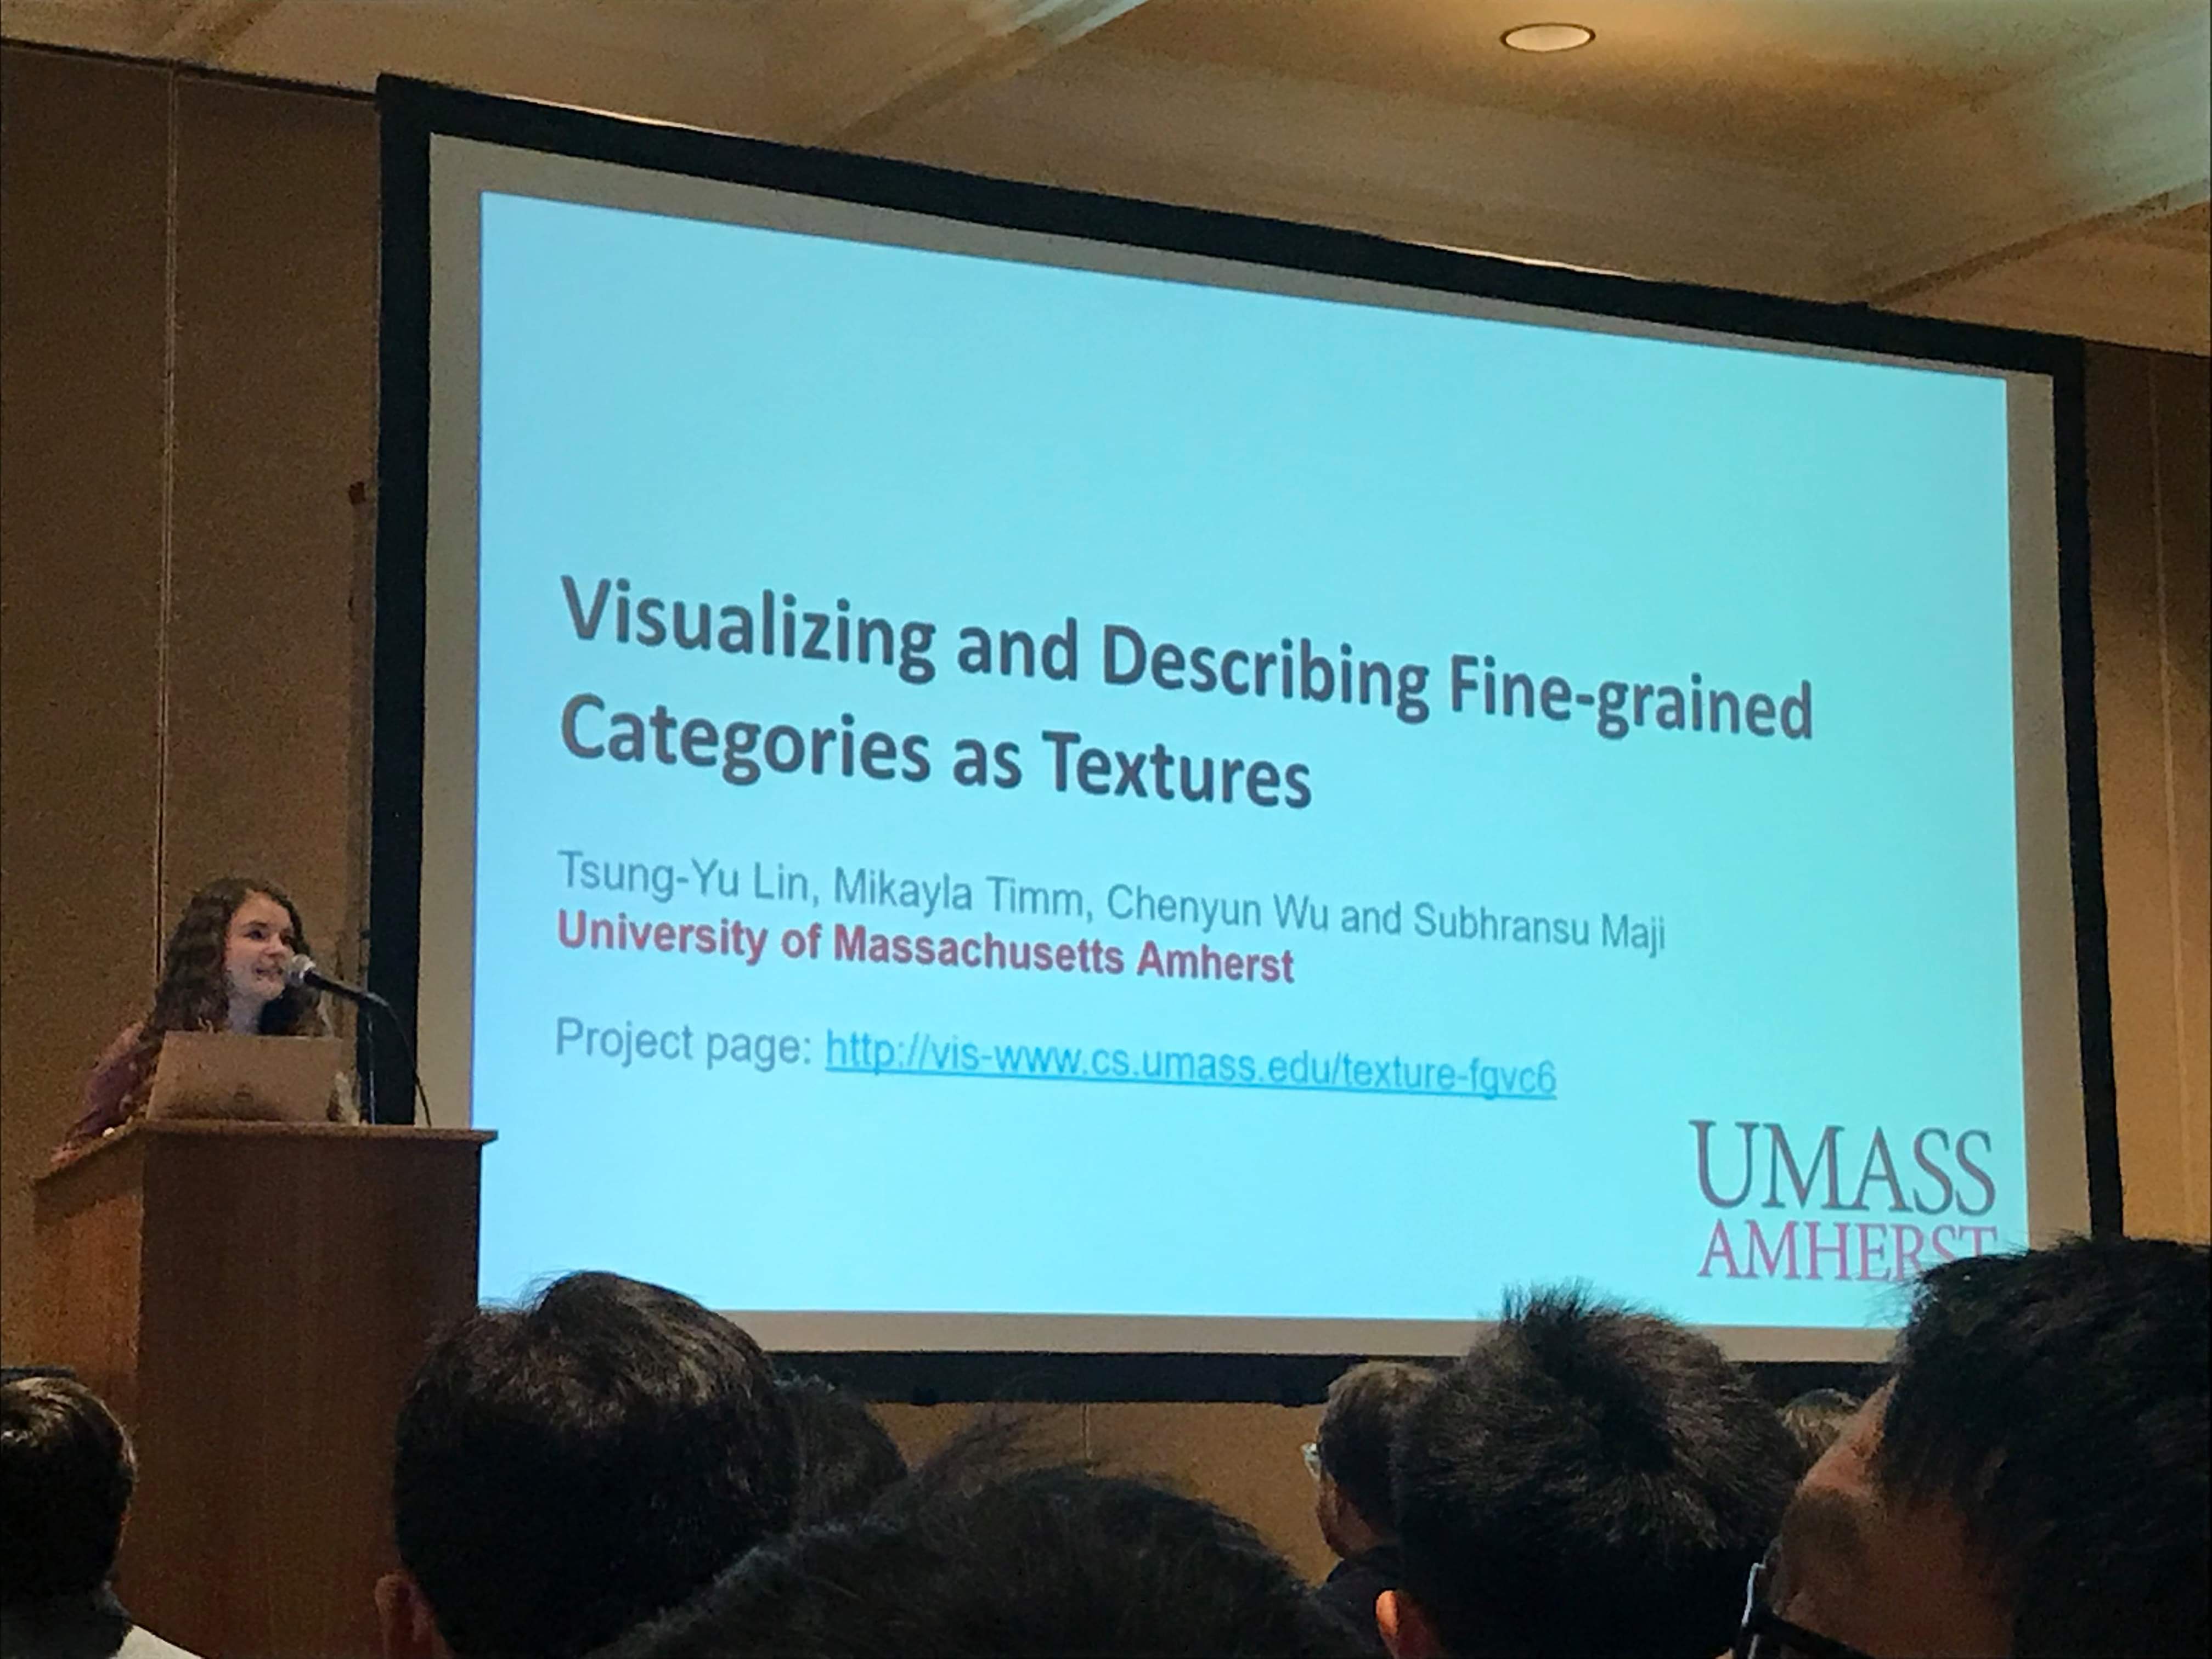 Visualizing and Describing Fine-grained
Categories as Textures
Tsung-Yu Lin, Mikayla Timm, Chenyun Wu and Subhransu Maji
University of Massachusetts Amherst
Project page: http://vis-www.cs.umass.edu/texture-fgvc6
UMASS
AMHERST